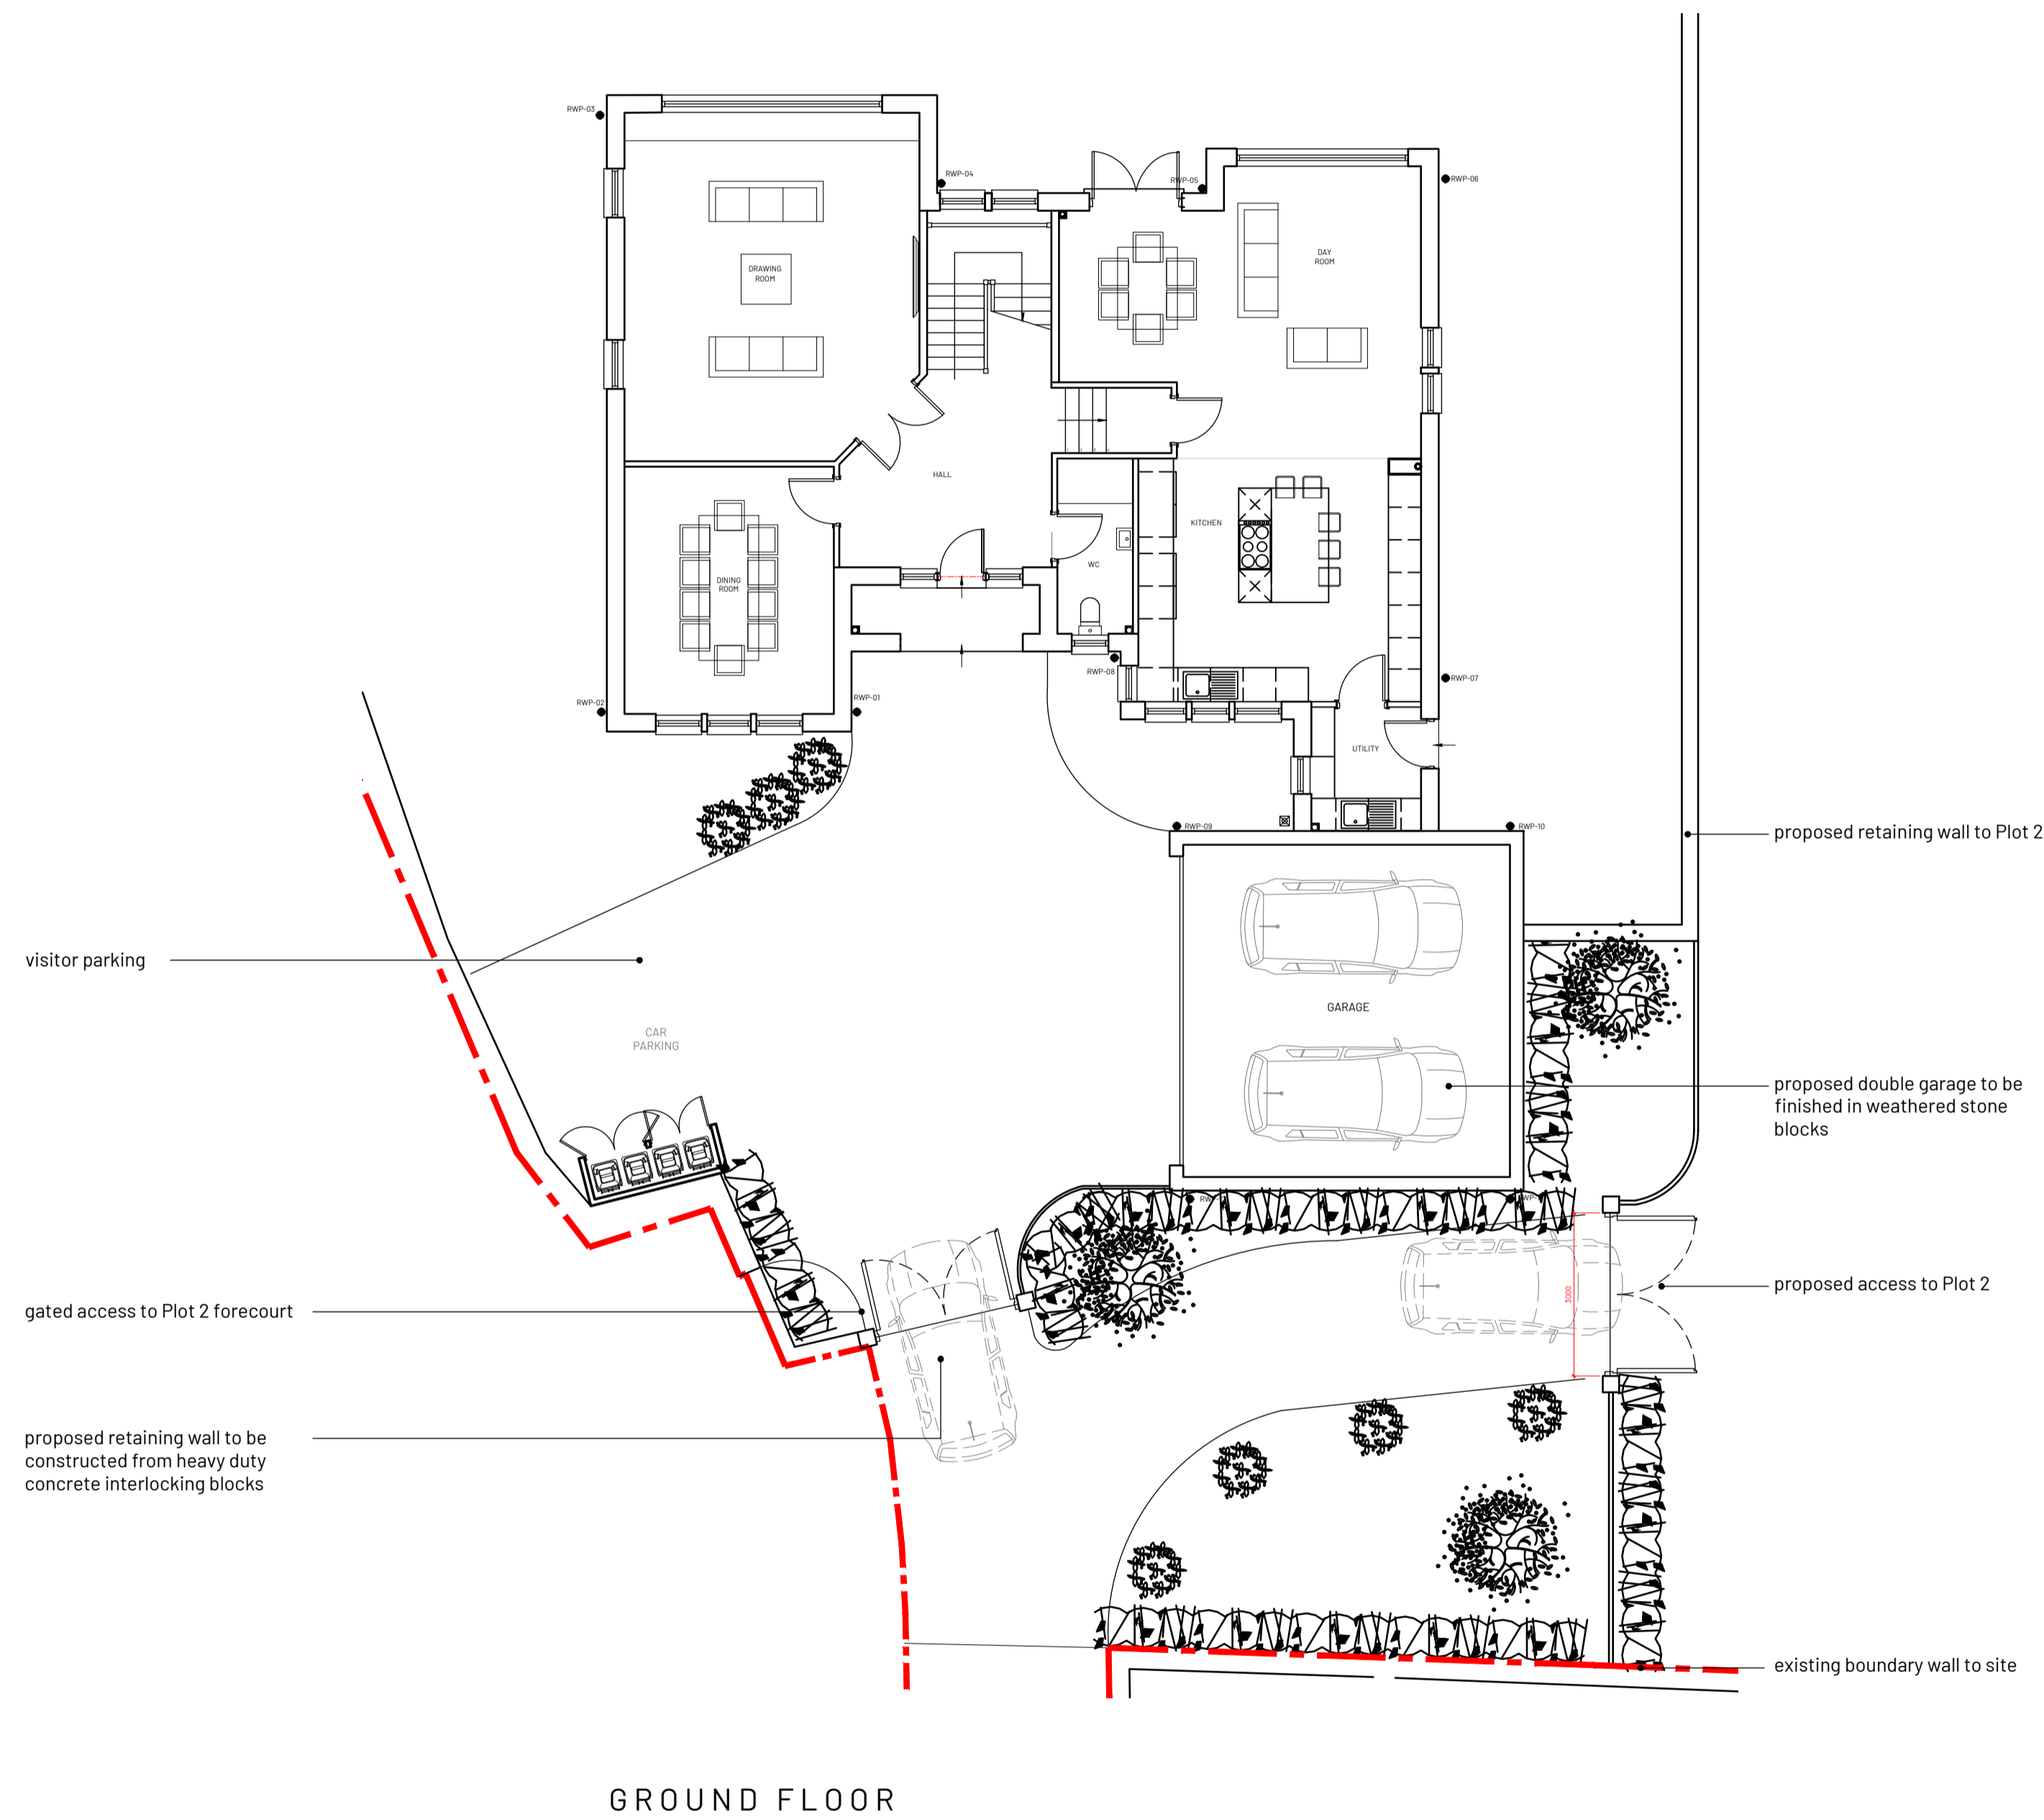 RWP-03
RWP-04
RWP-05
RWP-06
DAY
ROOM
DRAWING
ROOM
HALL
KITCHEN
WC
DINING
ROOM
RWP-08
RWP-07
RWP-02
RWP-01
UTILITY
RWP-09
RWP-10
proposed retaining wall to Plot 2
visitor parking
GARAGE
CAR
PARKING
proposed double garage to be
finished in weathered stone
blocks
3000
proposed access to Plot 2
gated access to Plot 2 forecourt
proposed retaining wall to be
constructed from heavy duty
concrete interlocking blocks
existing boundary wall to site
GROUND FLOOR